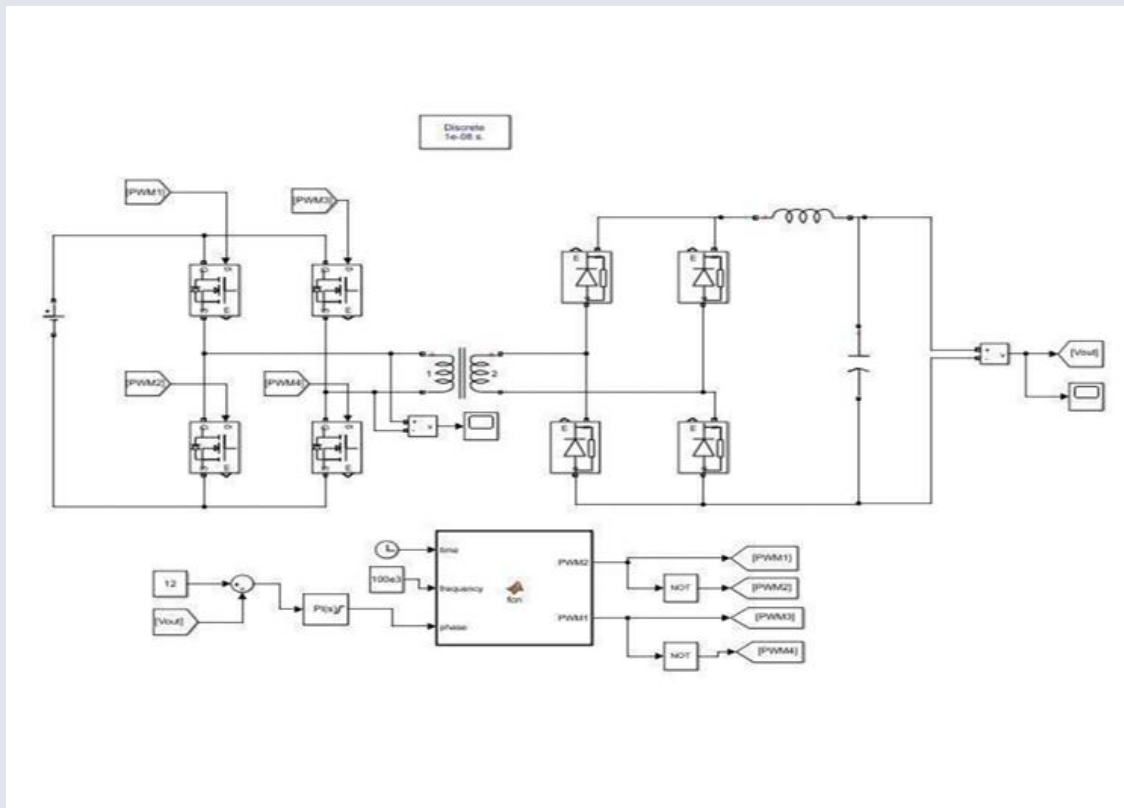 Discrete
1e-08 s.
[PWM1]
[PWM3]
[PWM2]
[PWM4]
1
2
E
E
E
E
+
-
v
+
-
v
[Vout]
12
[Vout]
PI(s)
100e3
time
frequency
phase
fcn
PWM2
PWM1
NOT
NOT
[PWM1]
[PWM2]
[PWM3]
[PWM4]